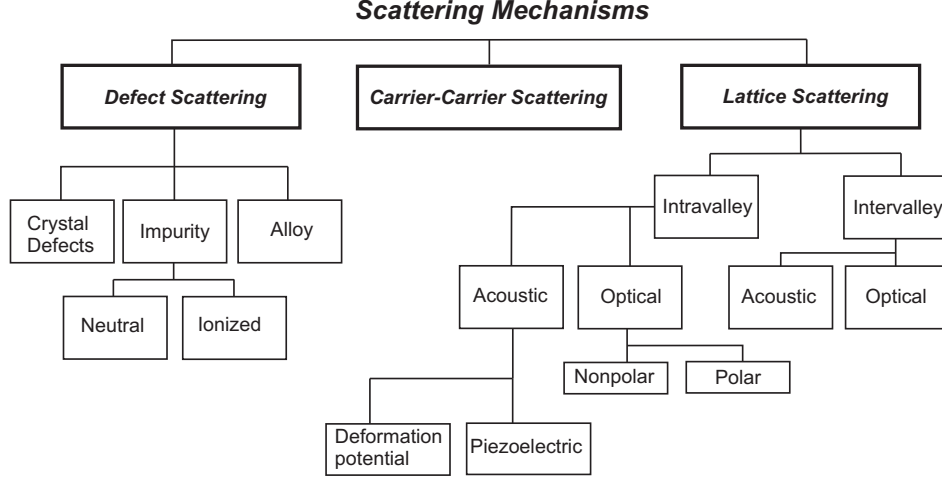 Scattering Mechanisms
Defect Scattering
Carrier-Carrier Scattering
Lattice Scattering
Crystal
Defects
Impurity
Alloy
Intravalley
Intervalley
Neutral
Ionized
Acoustic
Optical
Acoustic
Optical
Nonpolar
Polar
Deformation
potential
Piezoelectric